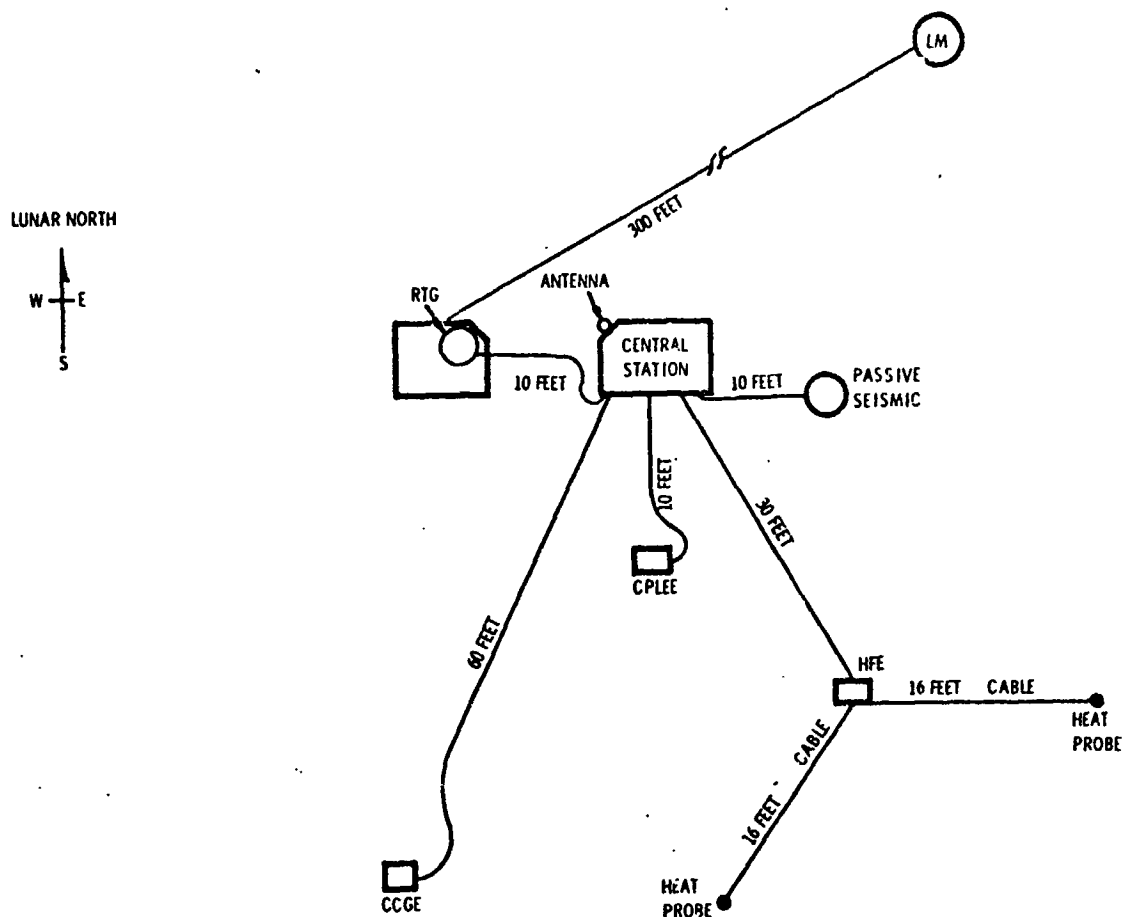 LM
300 FEET
LUNAR NORTH
W E
S
RTG
ANTENNA
CENTRAL
STATION
10 FEET
10 FEET
PASSIVE
SEISMIC
10 FEET
30 FEET
CPLEE
60 FEET
HFE
16 FEET CABLE
HEAT
PROBE
16 FEET CABLE
CCGE
HEAT
PROBE